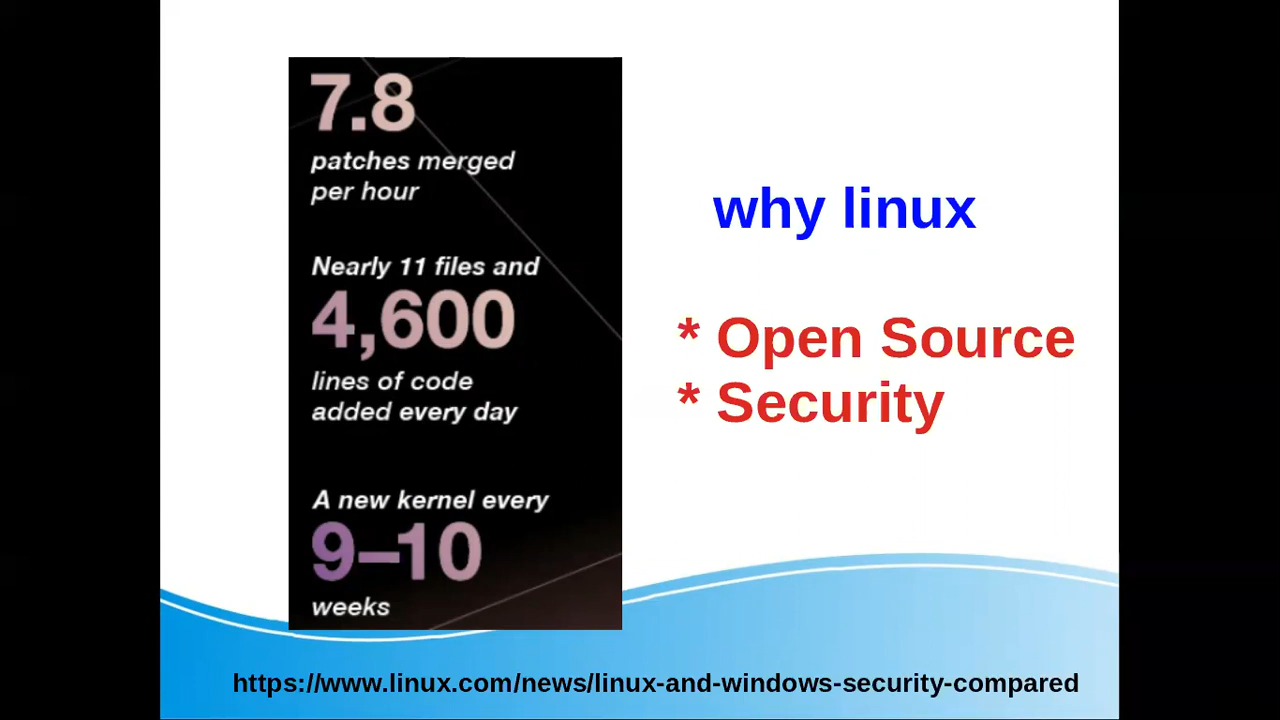 7.8
patches merged
per hour
Nearly 11 files and
4,600
lines of code
added every day
A new kernel every
9–10
weeks
why linux
* Open Source
* Security
https://www.linux.com/news/linux-and-windows-security-compared